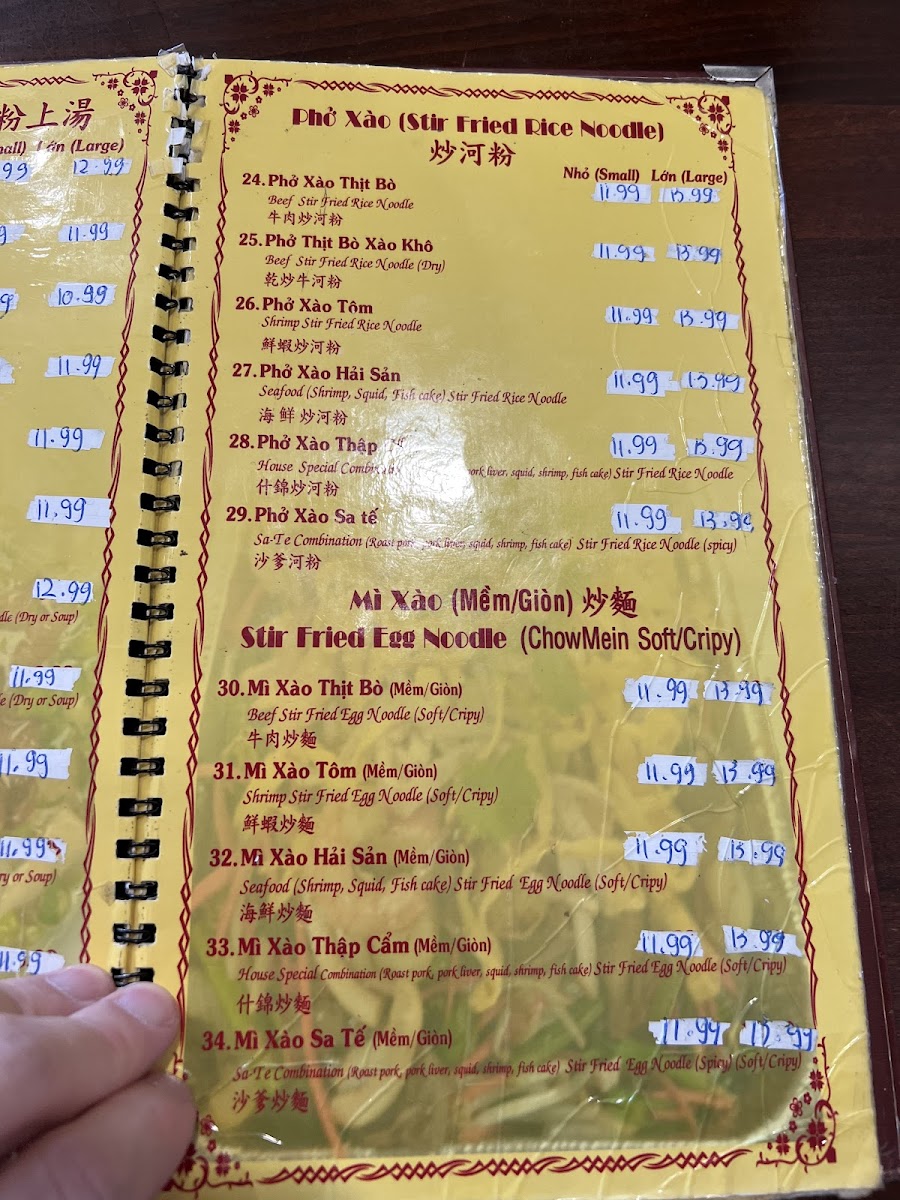 粉上湯
Lớn (Large)
12.99
11.99
10.99
11.99
11.99
11.99
12.99
(Dry or Soup)
11.99
(Dry or Soup)
11.99
11.99
or Soup)
11.99
Phở Xào (Stir Fried Rice Noodle)
炒河粉
Nhỏ (Small) Lớn (Large)
24. Phở Xào Thịt Bò 11.99 13.99
Beef Stir Fried Rice Noodle
牛肉炒河粉
25. Phở Thịt Bò Xào Khô 11.99 13.99
Beef Stir Fried Rice Noodle (Dry)
乾炒牛河粉
26. Phở Xào Tôm 11.99 13.99
Shrimp Stir Fried Rice Noodle
鮮蝦炒河粉
27. Phở Xào Hải Sản 11.99 13.99
Seafood (Shrimp, Squid, Fish cake) Stir Fried Rice Noodle
海鮮炒河粉
28. Phở Xào Thập 11.99 13.99
House Special liver, squid, shrimp, fish cake) Stir Fried Rice Noodle
什錦炒河粉
29. Phở Xào Sa tế 11.99 13.99
Sa-Te Combination (Roast pork, pork liver, squid, shrimp, fish cake) Stir Fried Rice Noodle (spicy)
沙爹河粉
Mì Xào (Mềm/Giòn) 炒麵
Stir Fried Egg Noodle (ChowMein Soft/Cripy)
30. Mì Xào Thịt Bò (Mềm/Giòn) 11.99 13.99
Beef Stir Fried Egg Noodle (Soft/Cripy)
牛肉炒麵
31. Mì Xào Tôm (Mềm/Giòn) 11.99 13.99
Shrimp Stir Fried Egg Noodle (Soft/Cripy)
鮮蝦炒麵
32. Mì Xào Hải Sản (Mềm/Giòn) 11.99 13.99
Seafood (Shrimp, Squid, Fish cake) Stir Fried Egg Noodle (Soft/Cripy)
海鮮炒麵
33. Mì Xào Thập Cẩm (Mềm/Giòn) 11.99 13.99
House Special Combination (Roast pork, pork liver, squid, shrimp, fish cake) Stir Fried Egg Noodle (Soft/Cripy)
什錦炒麵
34. Mì Xào Sa Tế (Mềm/Giòn) 11.99 13.99
Sa-Te Combination (Roast pork, pork liver, squid, shrimp, fish cake) Stir Fried Egg Noodle (Spicy) (Soft/Cripy)
沙爹炒麵